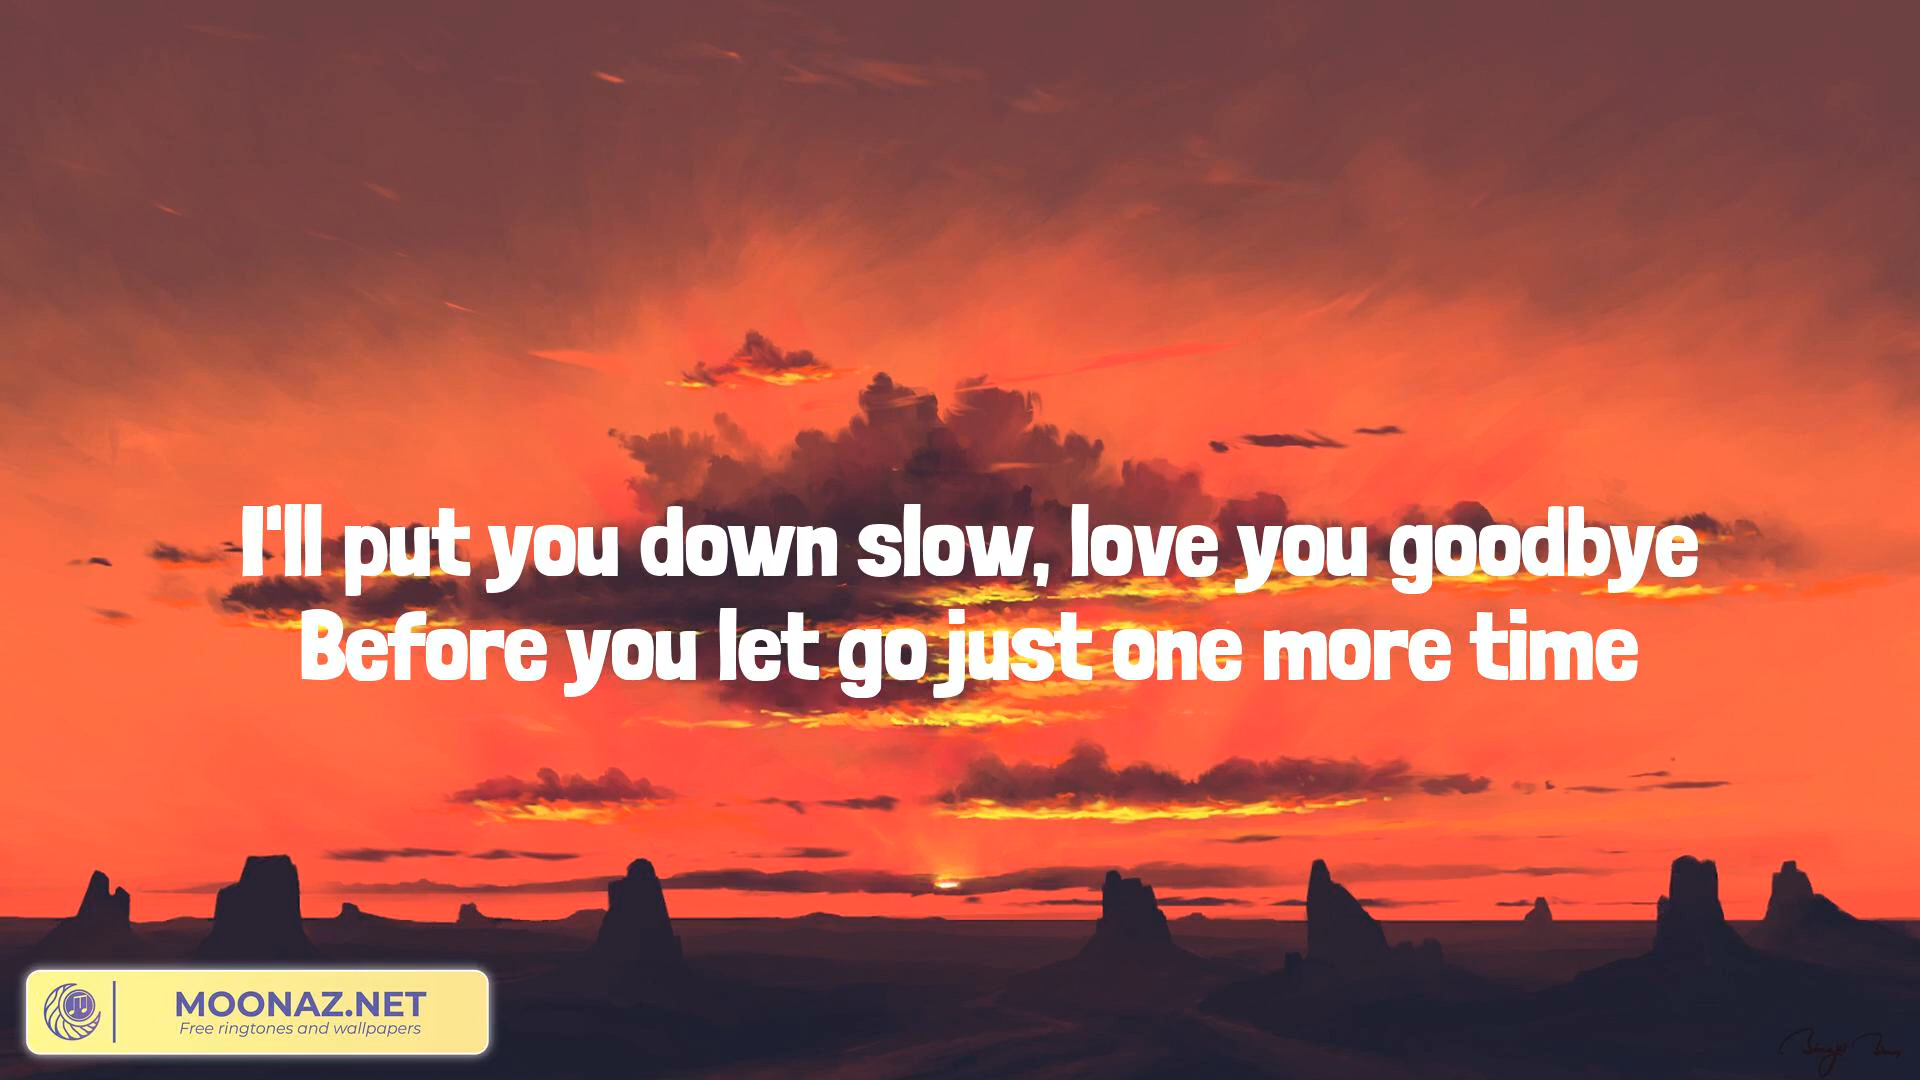 I'll put you down slow, love you goodbye
Before you let go just one more time
MOONAZ.NET
Free ringtones and wallpapers